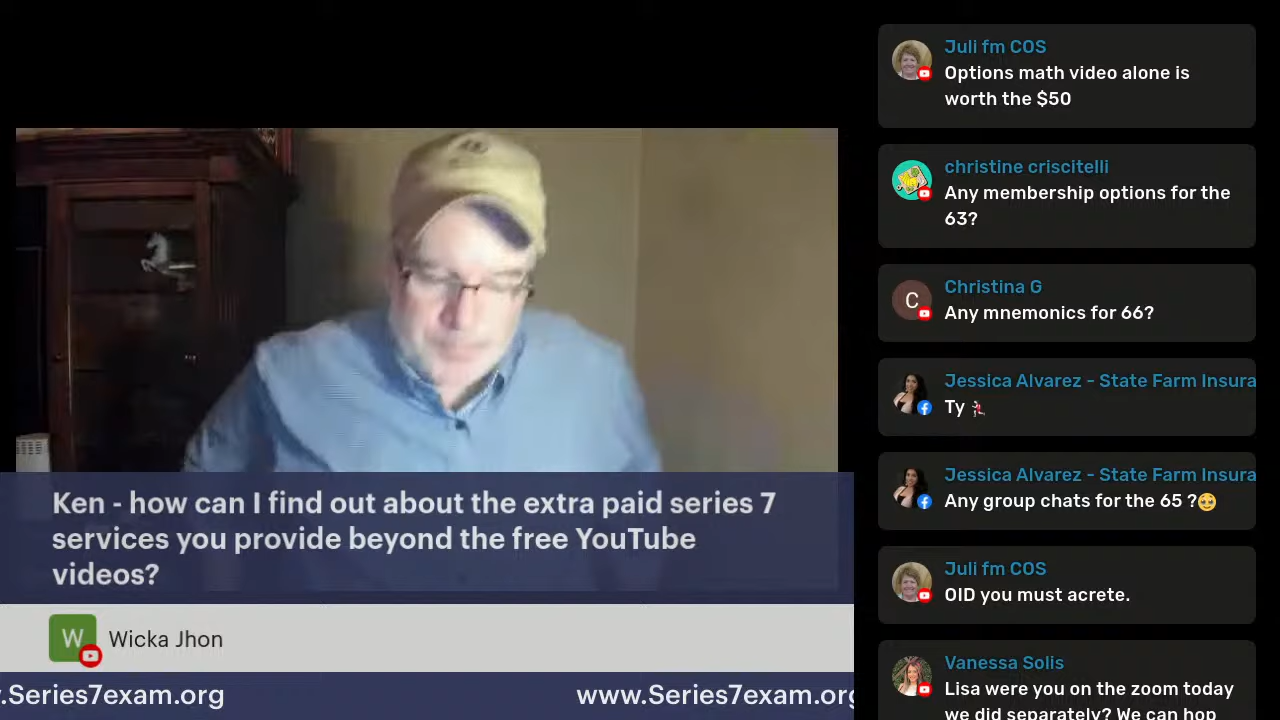 Juli fm COS
Options math video alone is
worth the $50
christine criscitelli
Any membership options for the
63?
C
Christina G
Any mnemonics for 66?
Jessica Alvarez - State Farm Insura
Ty 💃🏻
Jessica Alvarez - State Farm Insura
Any group chats for the 65 ?🥹
Juli fm COS
OID you must acrete.
Vanessa Solis
Lisa were you on the zoom today
we did separately? We can hop
Ken - how can I find out about the extra paid series 7
services you provide beyond the free YouTube
videos?
W
Wicka Jhon
.Series7exam.org
www.Series7exam.org